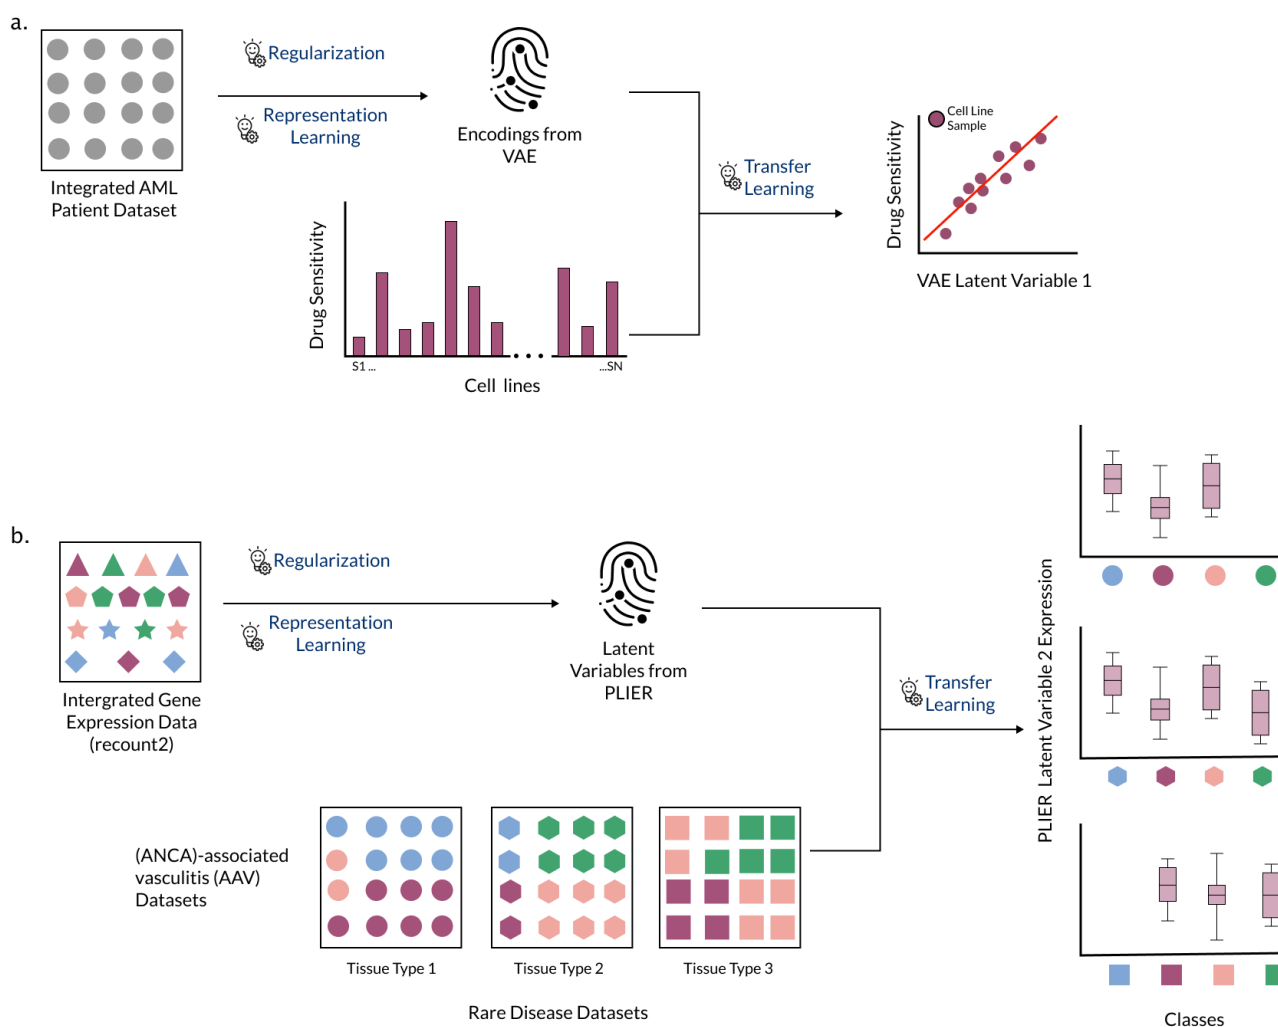 a.
Regularization
Representation
Learning
Integrated AML
Patient Dataset
Encodings from
VAE
Transfer
Learning
Drug Sensitivity
S1 ...
...SN
Cell lines
Cell Line
Sample
Drug Sensitivity
VAE Latent Variable 1
b.
Regularization
Representation
Learning
Intergrated Gene
Expression Data
(recount2)
Latent
Variables from
PLIER
Transfer
Learning
(ANCA)-associated
vasculitis (AAV)
Datasets
Tissue Type 1
Tissue Type 2
Tissue Type 3
Rare Disease Datasets
PLIER Latent Variable 2 Expression
Classes